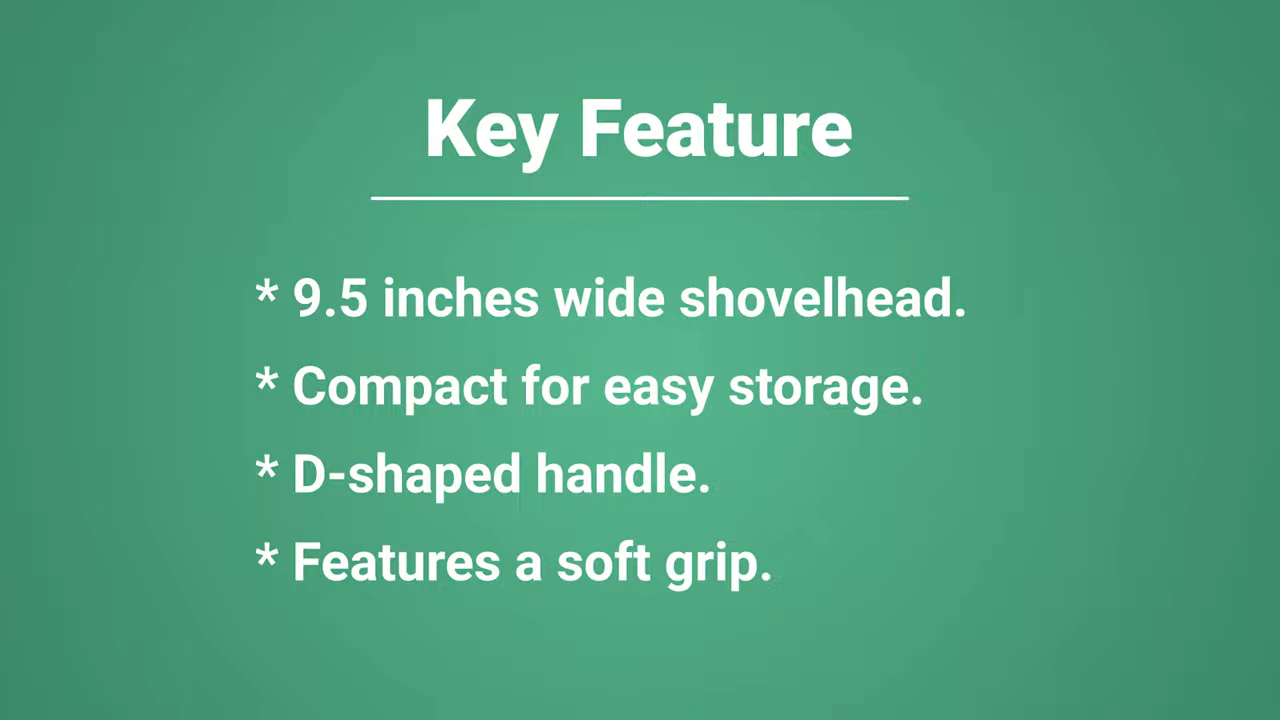 Key Feature
* 9.5 inches wide shovelhead.
* Compact for easy storage.
* D-shaped handle.
* Features a soft grip.